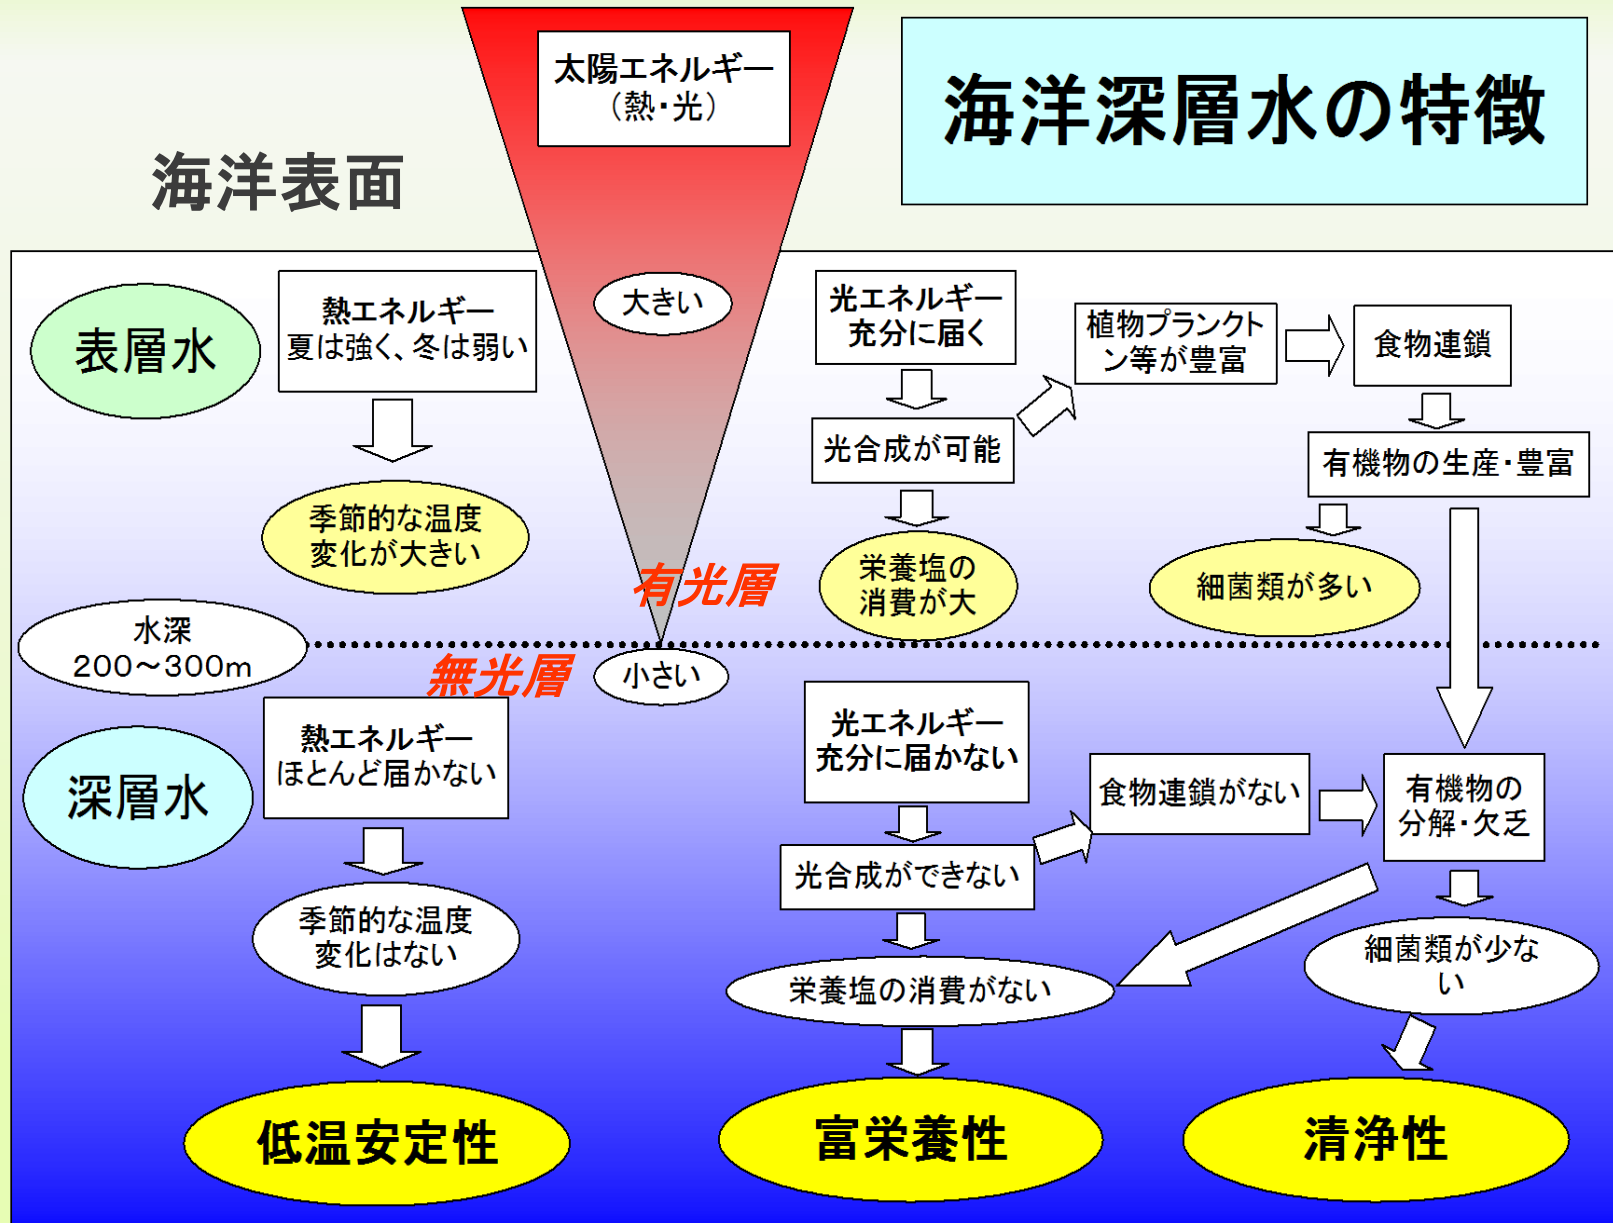 太陽エネルギー
（熱・光）
海洋深層水の特徴
海洋表面
表層水
熱エネルギー
夏は強く、冬は弱い
季節的な温度
変化が大きい
大きい
光エネルギー
充分に届く
光合成が可能
栄養塩の
消費が大
植物プランクト
ン等が豊富
食物連鎖
有機物の生産・豊富
細菌類が多い
有光層
水深
200～300m
無光層
小さい
深層水
熱エネルギー
ほとんど届かない
季節的な温度
変化はない
低温安定性
光エネルギー
充分に届かない
光合成ができない
食物連鎖がない
有機物の
分解・欠乏
栄養塩の消費がない
細菌類が少な
い
富栄養性
清浄性